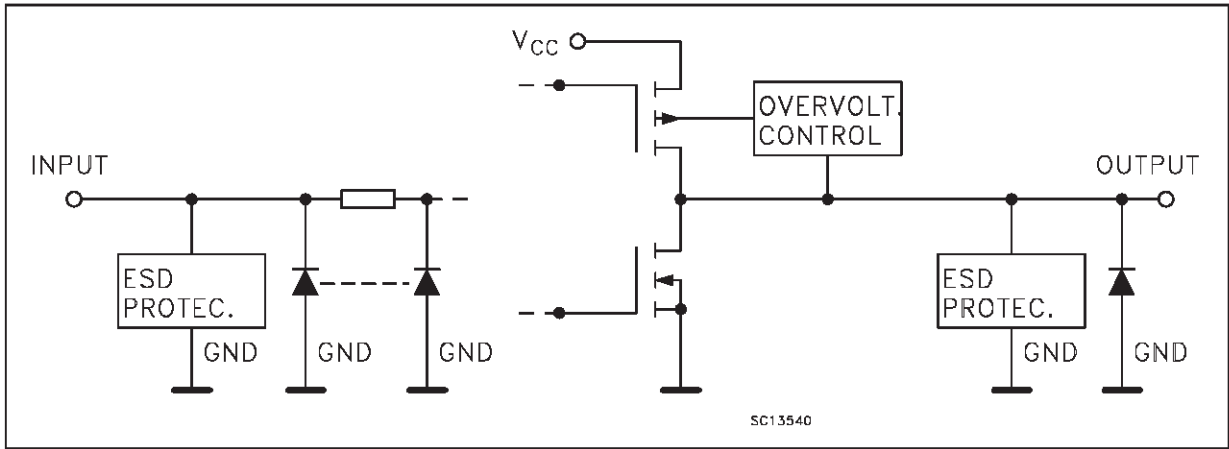 VCC
OVERVOLT.
CONTROL
INPUT
OUTPUT
ESD
PROTEC.
GND
GND
GND
ESD
PROTEC.
GND
GND
SC13540